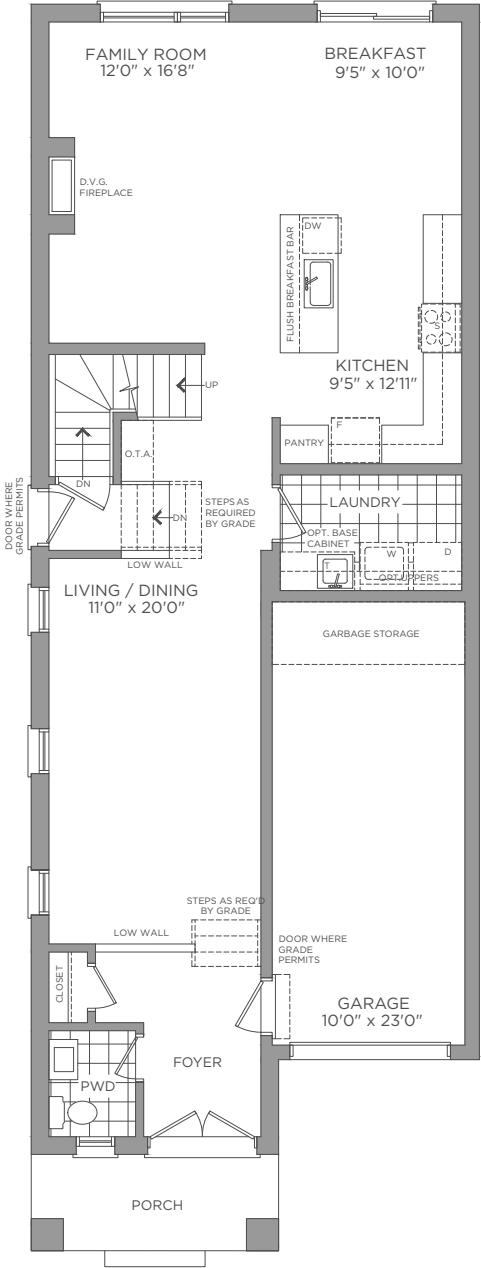 FAMILY ROOM
12'0" x 16'8"
BREAKFAST
9'5" x 10'0"
D.V.G.
FIREPLACE
DW
FLUSH BREAKFAST BAR
S
KITCHEN
9'5" x 12'11"
UP
F
PANTRY
O.T.A.
DN
DOOR WHERE
GRADE PERMITS
STEPS AS
REQUIRED
BY GRADE
DN
LAUNDRY
OPT. BASE
CABINET
W
D
T
OPT.UPPERS
LOW WALL
LIVING / DINING
11'0" x 20'0"
GARBAGE STORAGE
STEPS AS REQ'D
BY GRADE
LOW WALL
DOOR WHERE
GRADE
PERMITS
CLOSET
GARAGE
10'0" x 23'0"
FOYER
PWD
PORCH